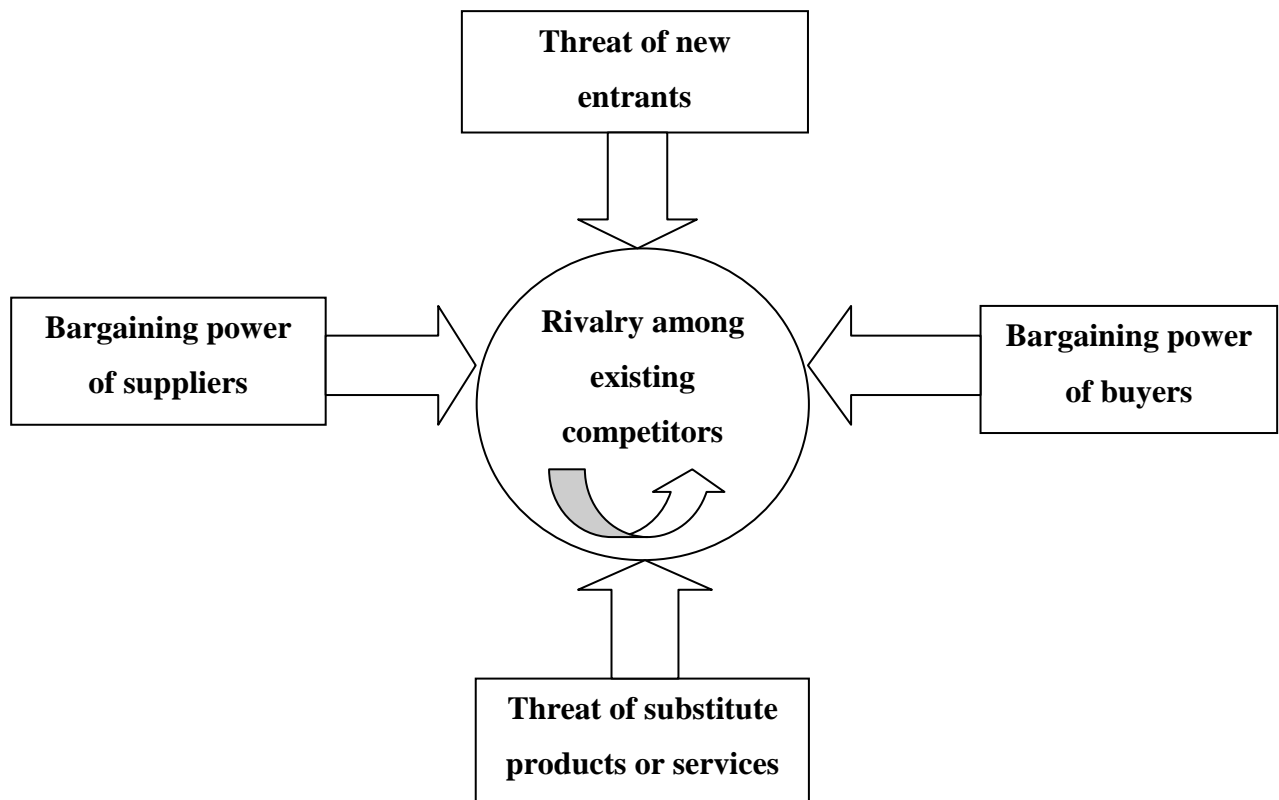 Threat of new
entrants
Bargaining power
of suppliers
Rivalry among
existing
competitors
Bargaining power
of buyers
Threat of substitute
products or services